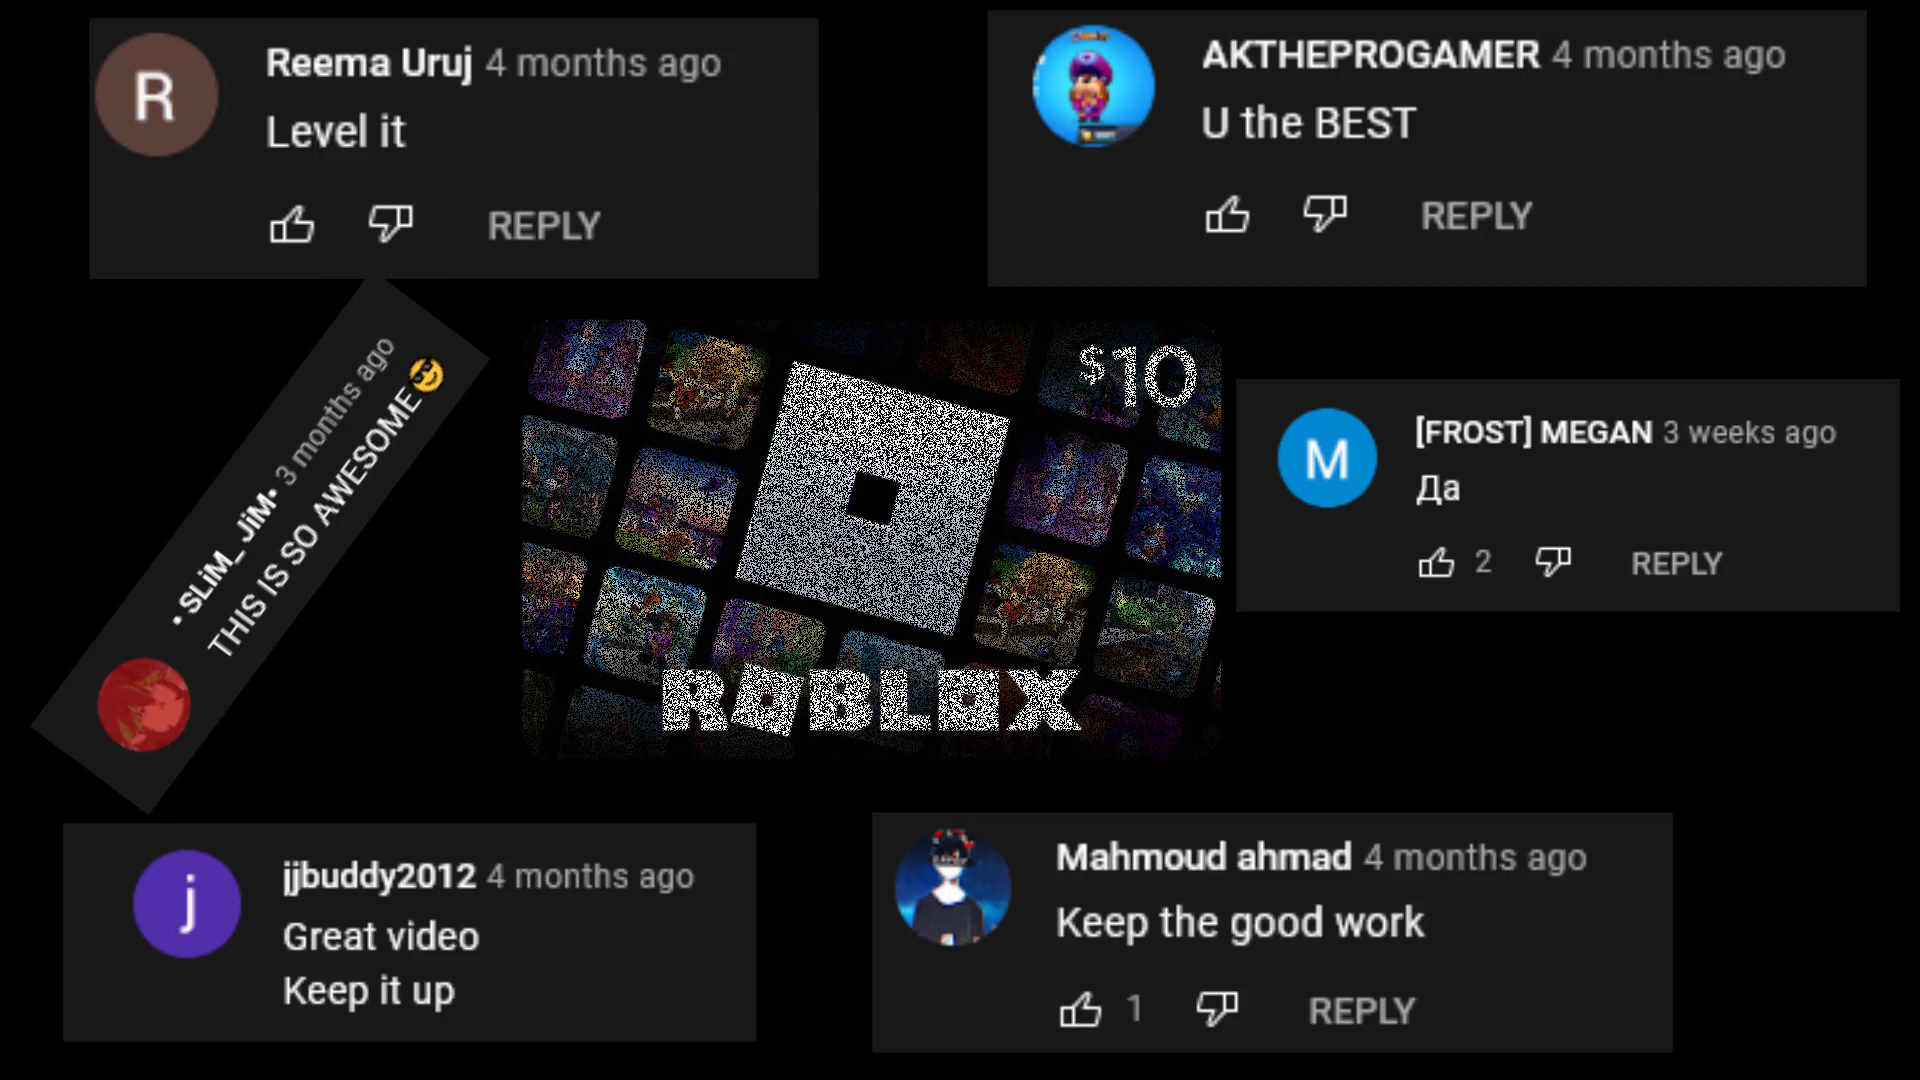 R
Reema Uruj 4 months ago
Level it
REPLY
AKTHEPROGAMER 4 months ago
U the BEST
REPLY
• SLiM_ JiM• 3 months ago
THIS IS SO AWESOME😎
$10
ROBLOX
M
[FROST] MEGAN 3 weeks ago
Да
2 REPLY
j
jjbuddy2012 4 months ago
Great video
Keep it up
Mahmoud ahmad 4 months ago
Keep the good work
1 REPLY